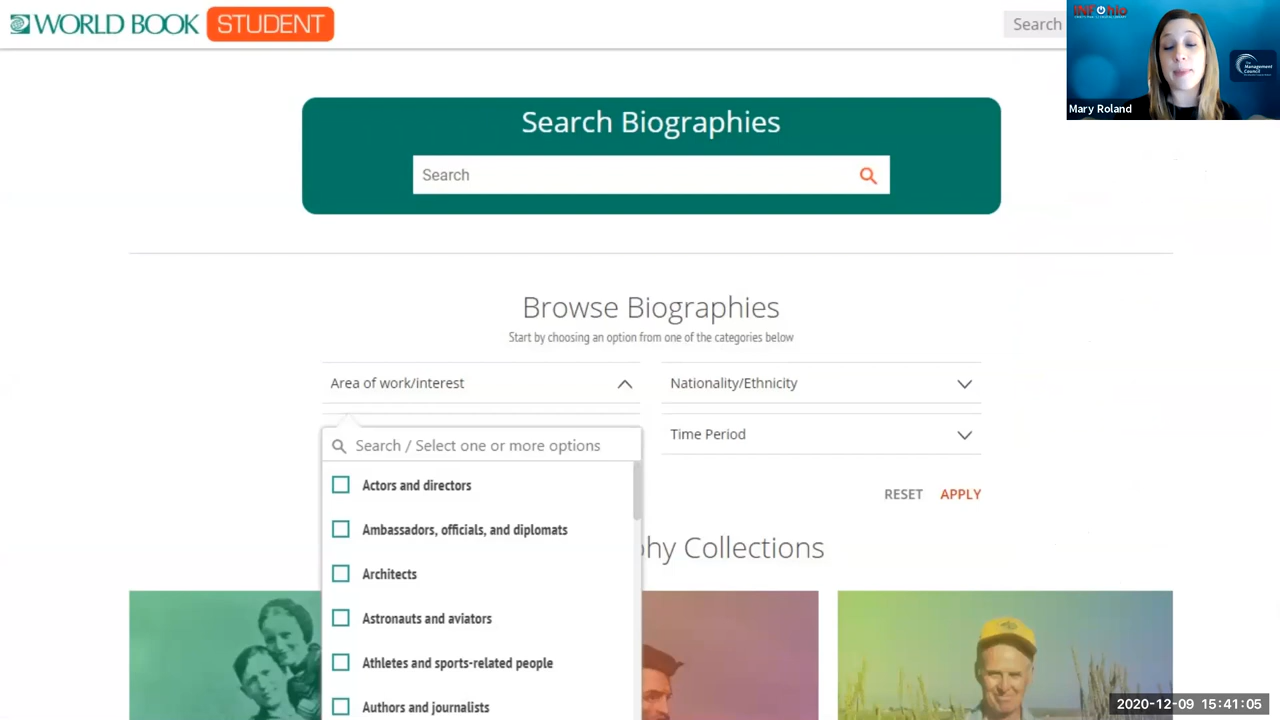 WORLD BOOK STUDENT
Search
INFOhio
The Management Council
Mary Roland
Search Biographies
Search
Browse Biographies
Start by choosing an option from one of the categories below
Area of work/interest
Nationality/Ethnicity
Search / Select one or more options
Time Period
Actors and directors
RESET
APPLY
Ambassadors, officials, and diplomats
phy Collections
Architects
Astronauts and aviators
Athletes and sports-related people
Authors and journalists
2020-12-09 15:41:05